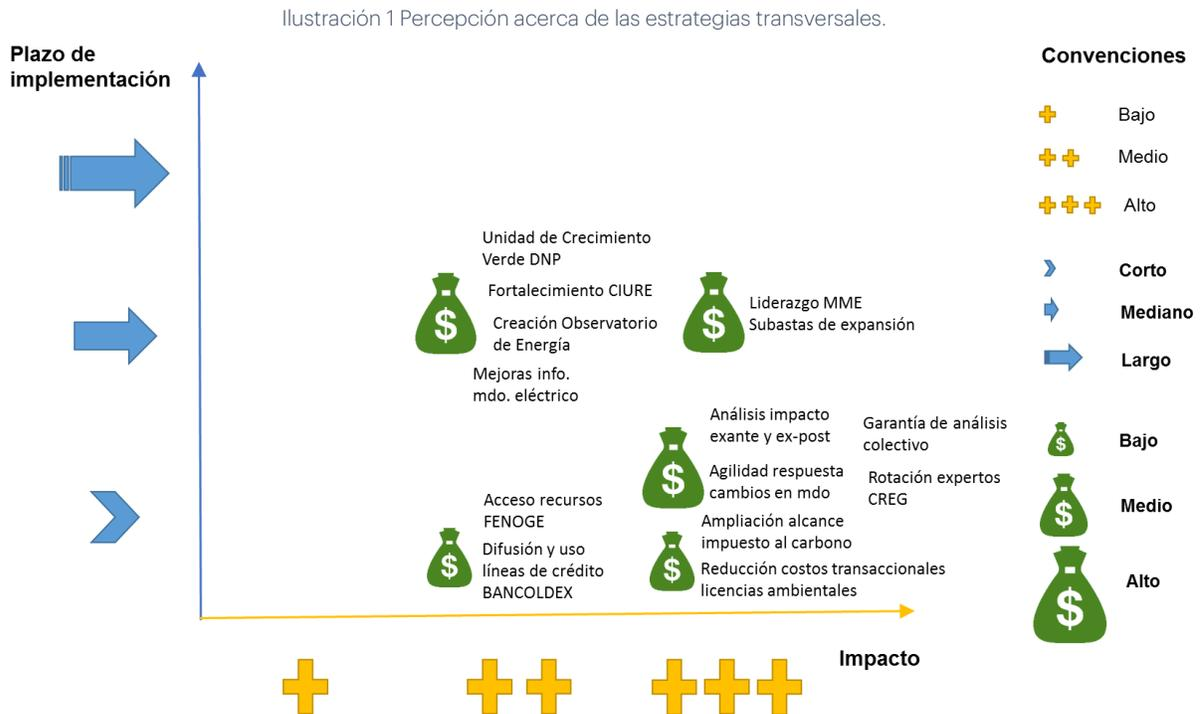 Ilustración 1 Percepción acerca de las estrategias transversales.
Plazo de
implementación
Convenciones
Bajo
Medio
Alto
Corto
Mediano
Largo
Bajo
Medio
Alto
Unidad de Crecimiento
Verde DNP
Fortalecimiento CIURE
Creación Observatorio
de Energía
Mejoras info.
mdo. eléctrico
$
$
Liderazgo MME
Subastas de expansión
Análisis impacto
exante y ex-post
Agilidad respuesta
cambios en mdo
Garantía de análisis
colectivo
Rotación expertos
CREG
$
Acceso recursos
FENOGE
Difusión y uso
líneas de crédito
BANCOLDEX
$
Ampliación alcance
impuesto al carbono
Reducción costos transaccionales
licencias ambientales
$
$
$
$
Impacto